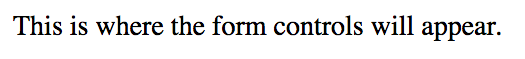 This is where the form controls will appear.